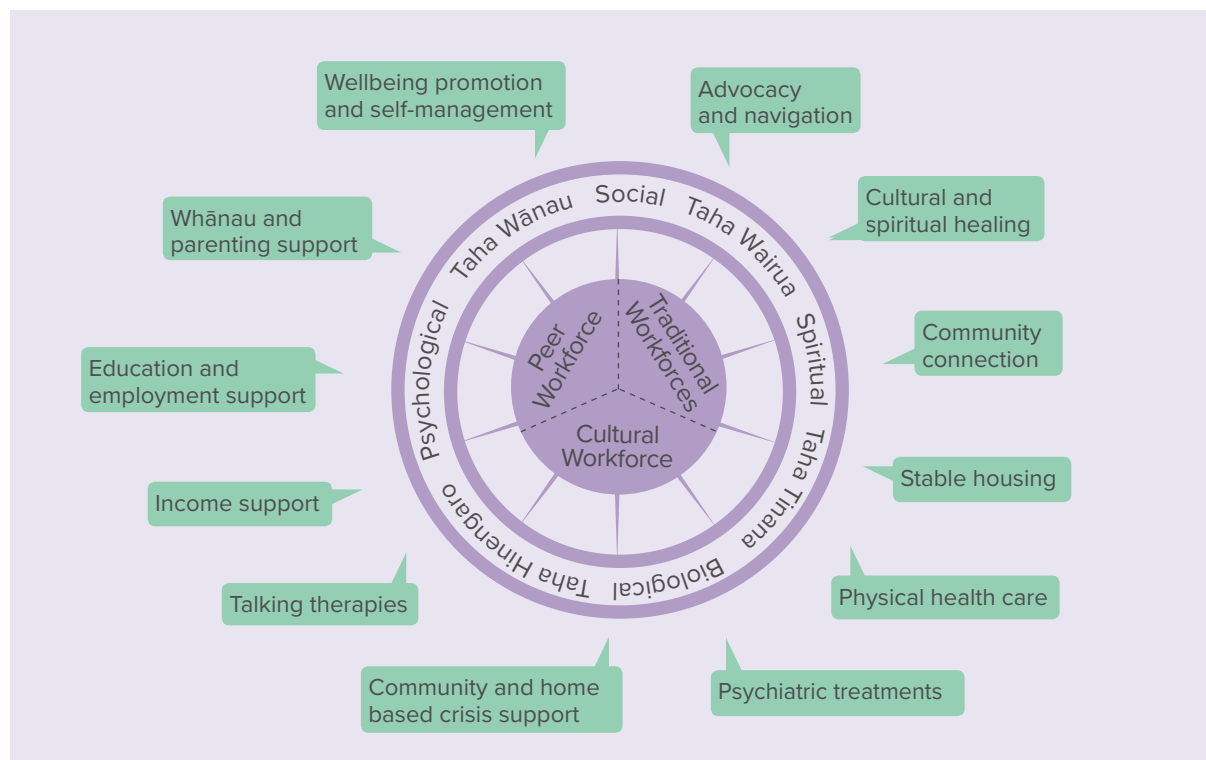 Wellbeing promotion
and self-management
Advocacy
and navigation
Cultural and
spiritual healing
Community
connection
Stable housing
Physical health care
Psychiatric treatments
Community and home
based crisis support
Talking therapies
Income support
Education and
employment support
Whānau and
parenting support
Social
Taha Wairua
Spiritual
Taha Tinana
Biological
Taha Hinengaro
Psychological
Taha Wānau
Peer
Workforce
Traditional
Workforces
Cultural
Workforce